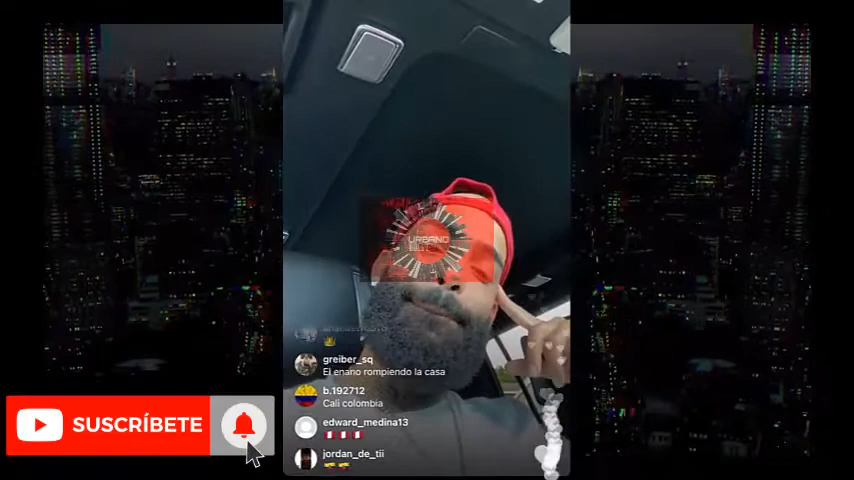 URBANO
greiber_sq
El enano rompiendo la casa
b.192712
Cali colombia
edward_medina13
jordan_de_tii
SUSCRÍBETE